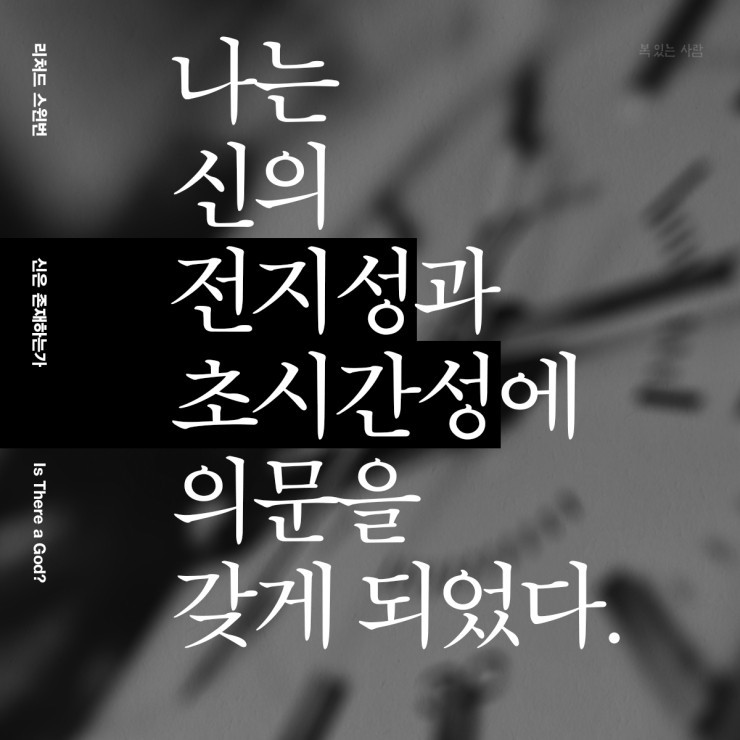 리처드 스윈번
신은 존재하는가
Is There a God?
복 있는 사람
나는
신의
전지성과
초시간성에
의문을
갖게 되었다.